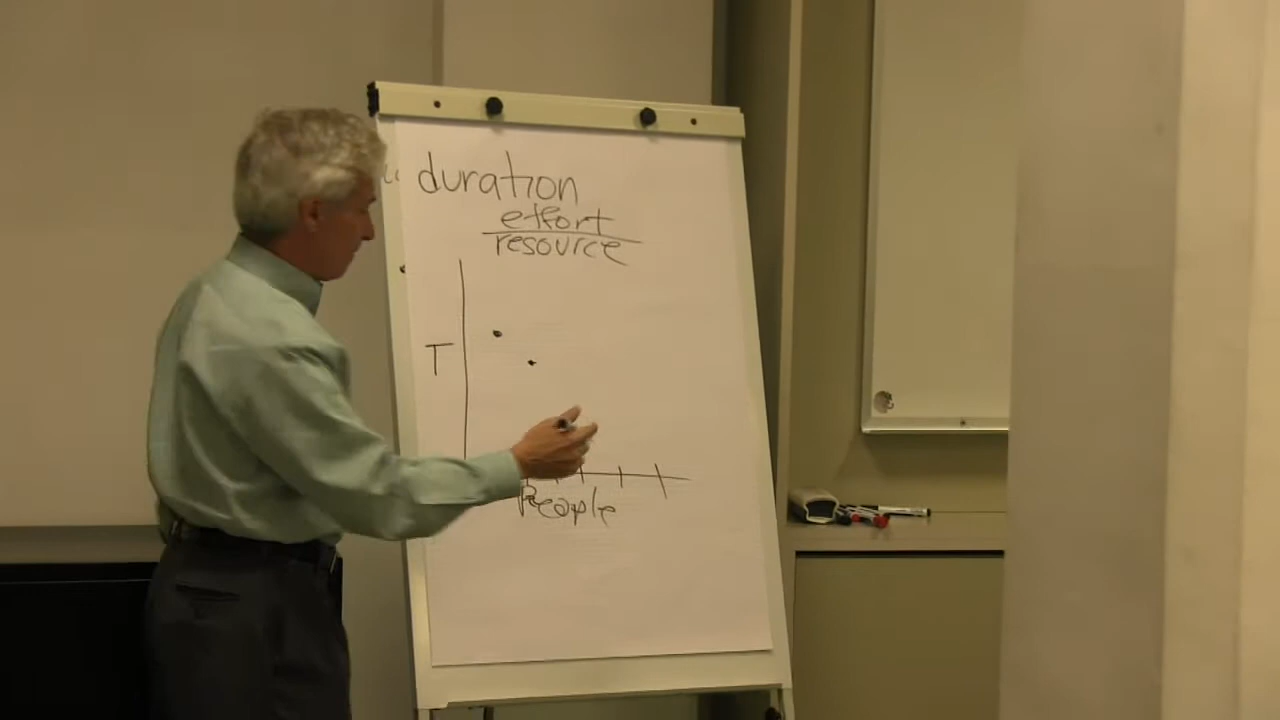 duration
effort
resource
T
People